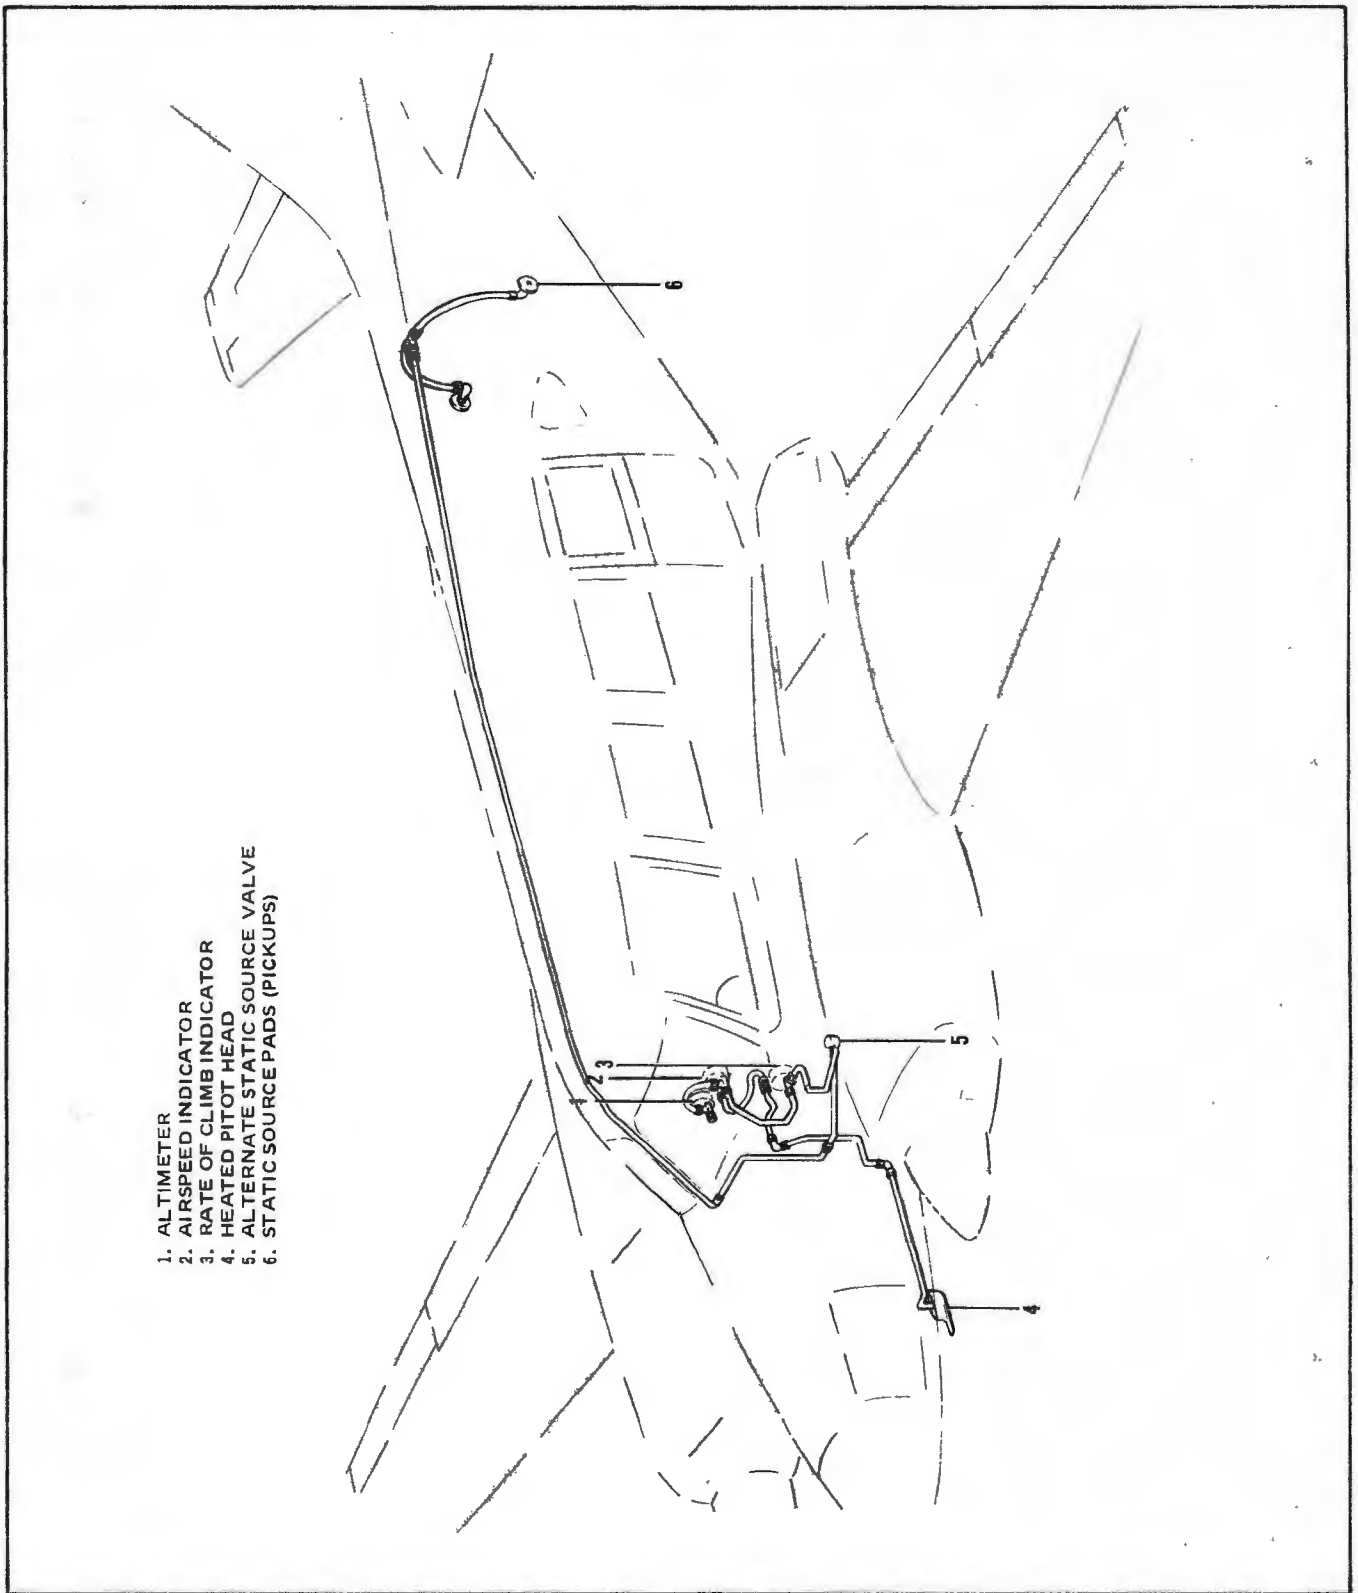 1. ALTIMETER
2. AIRSPEED INDICATOR
3. RATE OF CLIMB INDICATOR
4. HEATED PITOT HEAD
5. ALTERNATE STATIC SOURCE VALVE
6. STATIC SOURCE PADS (PICKUPS)
6
1
2
3
5
4